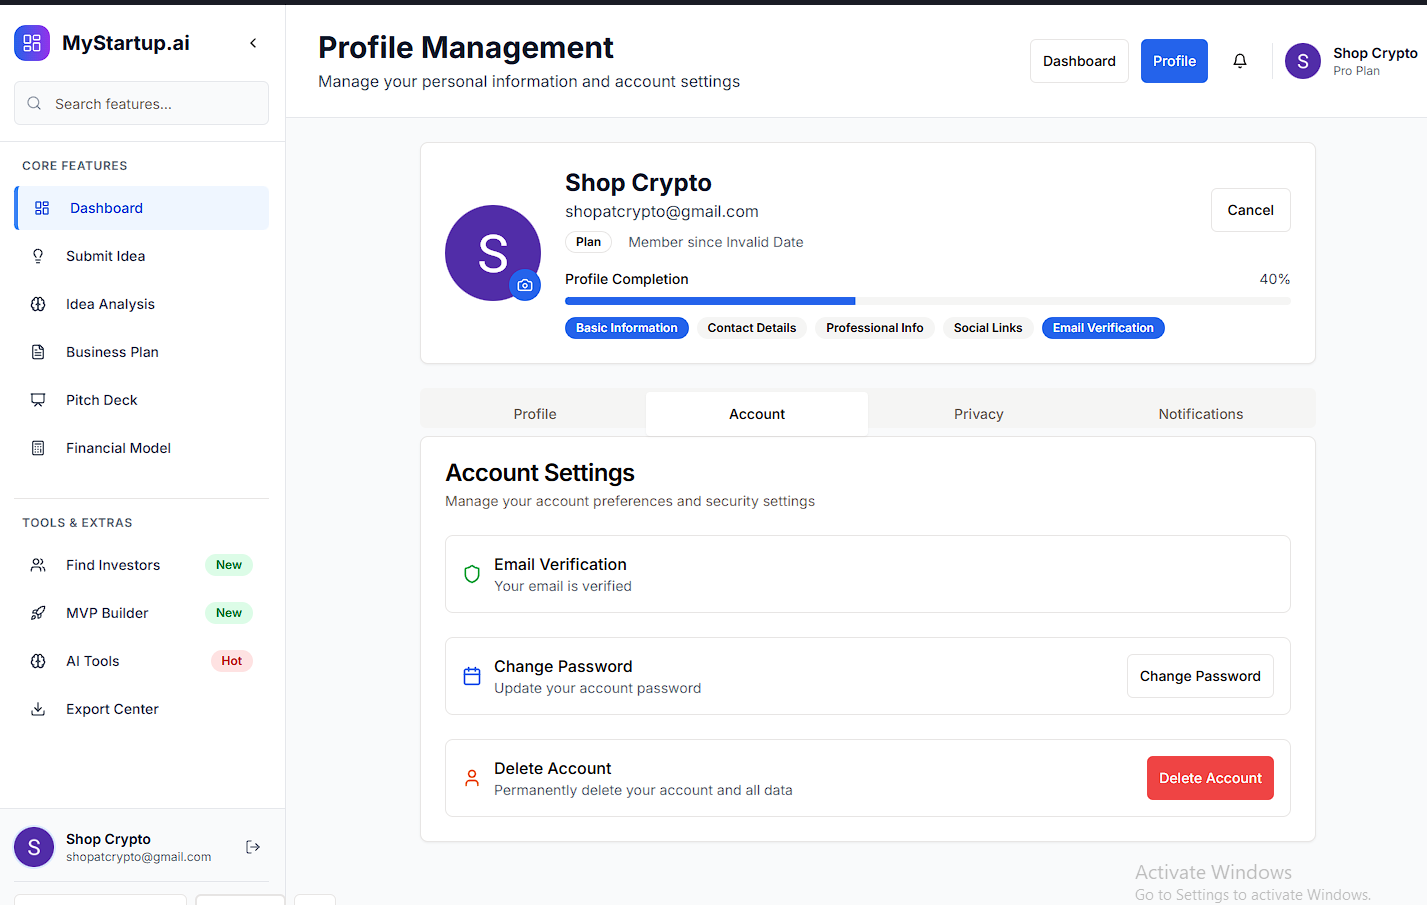 MyStartup.ai
Search features...
CORE FEATURES
Dashboard
Submit Idea
Idea Analysis
Business Plan
Pitch Deck
Financial Model
TOOLS & EXTRAS
Find Investors New
MVP Builder New
AI Tools Hot
Export Center
S
Shop Crypto
shopatcrypto@gmail.com
Profile Management
Manage your personal information and account settings
Dashboard
Profile
S
Shop Crypto
Pro Plan
S
Shop Crypto
shopatcrypto@gmail.com
Plan Member since Invalid Date
Cancel
Profile Completion 40%
Basic Information Contact Details Professional Info Social Links Email Verification
Profile Account Privacy Notifications
Account Settings
Manage your account preferences and security settings
Email Verification
Your email is verified
Change Password
Update your account password
Change Password
Delete Account
Permanently delete your account and all data
Delete Account
Activate Windows
Go to Settings to activate Windows.